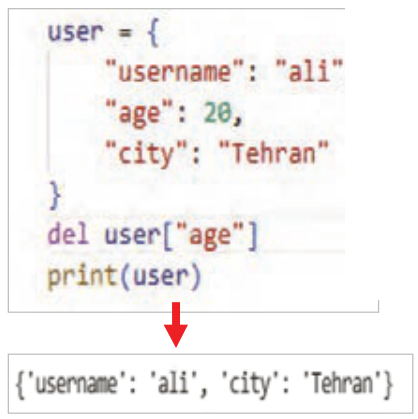 user = {
"username": "ali"
"age": 20,
"city": "Tehran"
}
del user["age"]
print(user)
{'username': 'ali', 'city': 'Tehran'}